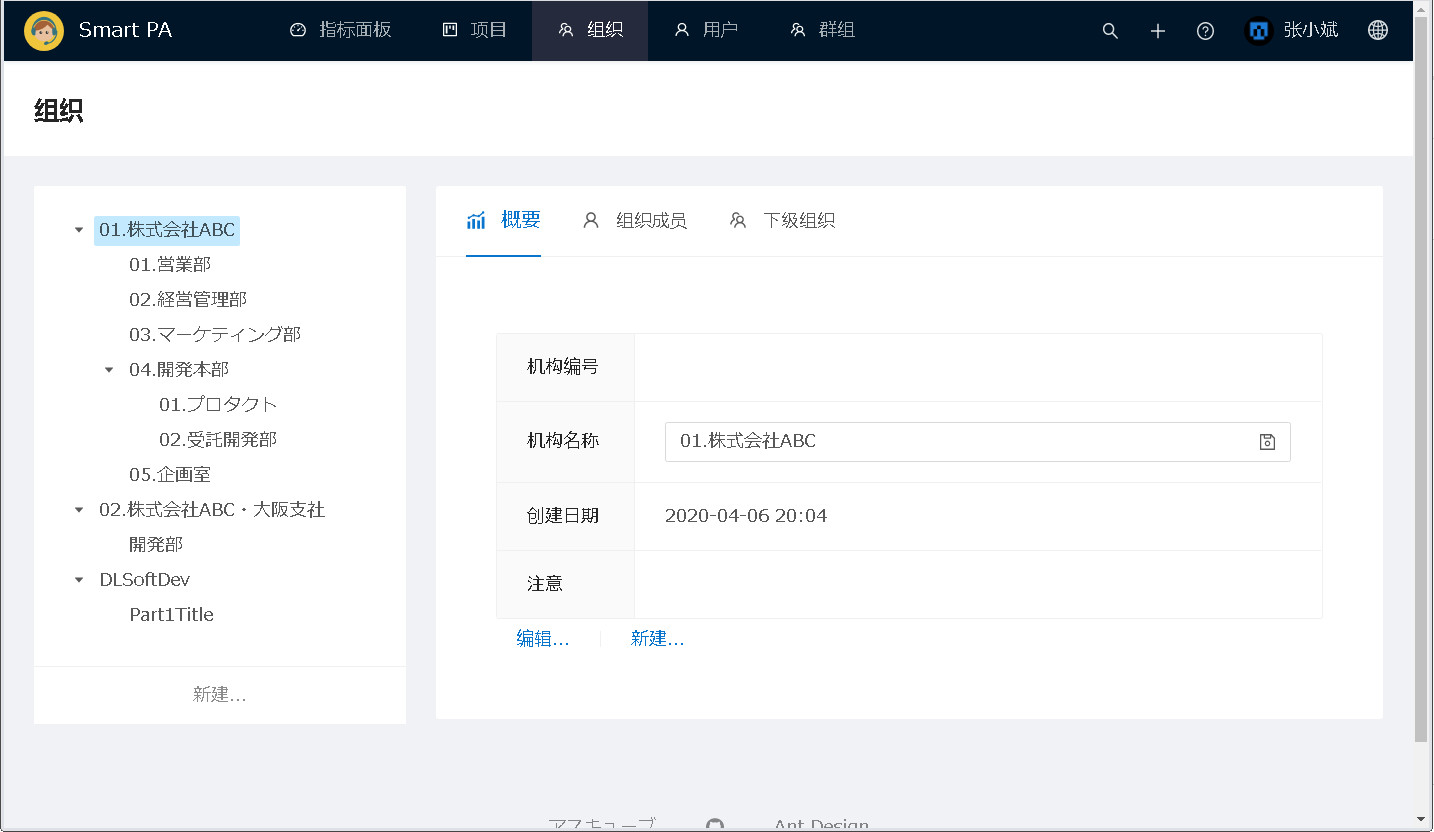 Smart PA 指标面板 项目 组织 用户 群组 张小斌
组织
01.株式会社ABC
01.営業部
02.経営管理部
03.マーケティング部
04.開発本部
01.プロタクト
02.受託開発部
05.企画室
02.株式会社ABC・大阪支社
開発部
DLSoftDev
Part1Title
新建...
概要 组织成员 下级组织
机构编号
机构名称 01.株式会社ABC
创建日期 2020-04-06 20:04
注意
编辑... 新建...
アスキューブ Ant Design